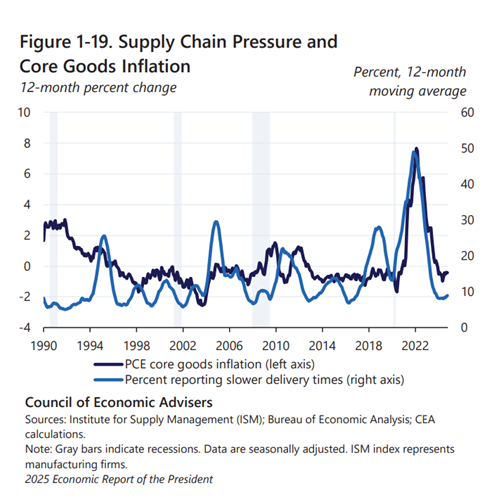 Figure 1-19. Supply Chain Pressure and
Core Goods Inflation
12-month percent change
Percent, 12-month
moving average
10
8
6
4
2
0
-2
-4
60
50
40
30
20
10
0
1990 1994 1998 2002 2006 2010 2014 2018 2022
PCE core goods inflation (left axis)
Percent reporting slower delivery times (right axis)
Council of Economic Advisers
Sources: Institute for Supply Management (ISM); Bureau of Economic Analysis; CEA
calculations.
Note: Gray bars indicate recessions. Data are seasonally adjusted. ISM index represents
manufacturing firms.
2025 Economic Report of the President